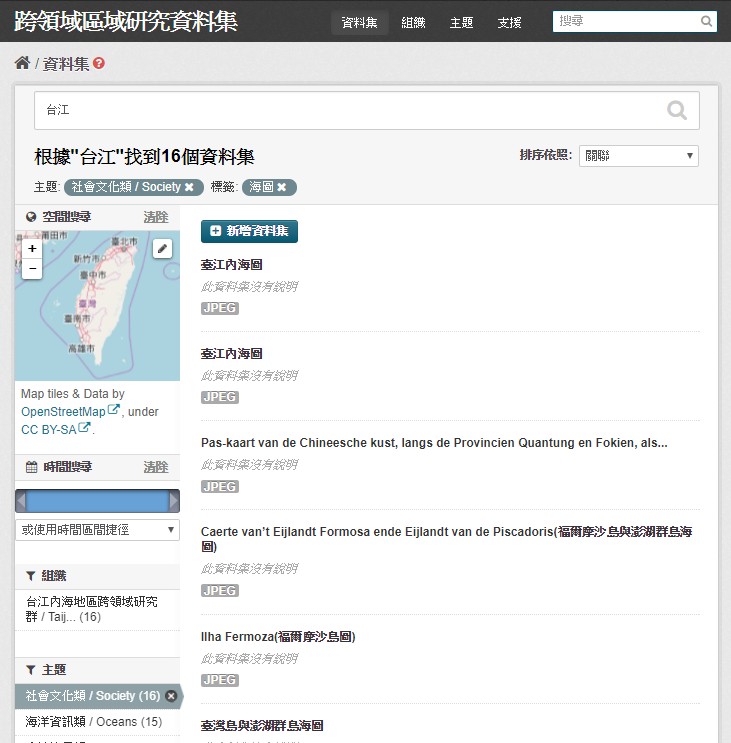 跨領域區域研究資料集
資料集 組織 主題 支援 搜尋
/ 資料集
台江
根據"台江"找到16個資料集
排序依照: 關聯
主題: 社會文化類 / Society 標籤: 海圖
空間搜尋 清除
+
−
莆田市
臺北市
新竹市
臺中市
臺灣
臺南市
高雄市
Map tiles & Data by
OpenStreetMap , under
CC BY-SA .
時間搜尋 清除
或使用時間區間捷徑
組織
台江內海地區跨領域研究
群 / Taij... (16)
主題
社會文化類 / Society (16)
海洋資訊類 / Oceans (15)
新增資料集
臺江內海圖
此資料集沒有說明
JPEG
臺江內海圖
此資料集沒有說明
JPEG
Pas-kaart van de Chineesche kust, langs de Provincien Quantung en Fokien, als...
此資料集沒有說明
JPEG
Caerte van't Eijlandt Formosa ende Eijlandt van de Piscadoris(福爾摩沙島與澎湖群島海
圖)
此資料集沒有說明
JPEG
Ilha Fermoza(福爾摩沙島圖)
此資料集沒有說明
JPEG
臺灣島與澎湖群島海圖